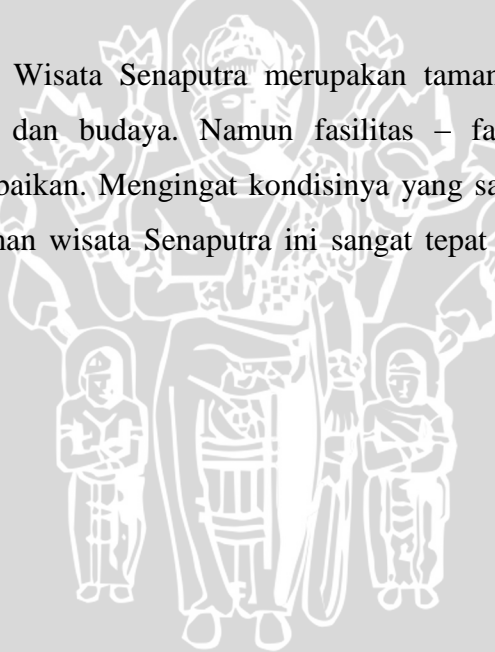 Wisata Senaputra merupakan taman
dan budaya. Namun fasilitas – fa
baikan. Mengingat kondisinya yang sa
nan wisata Senaputra ini sangat tepat